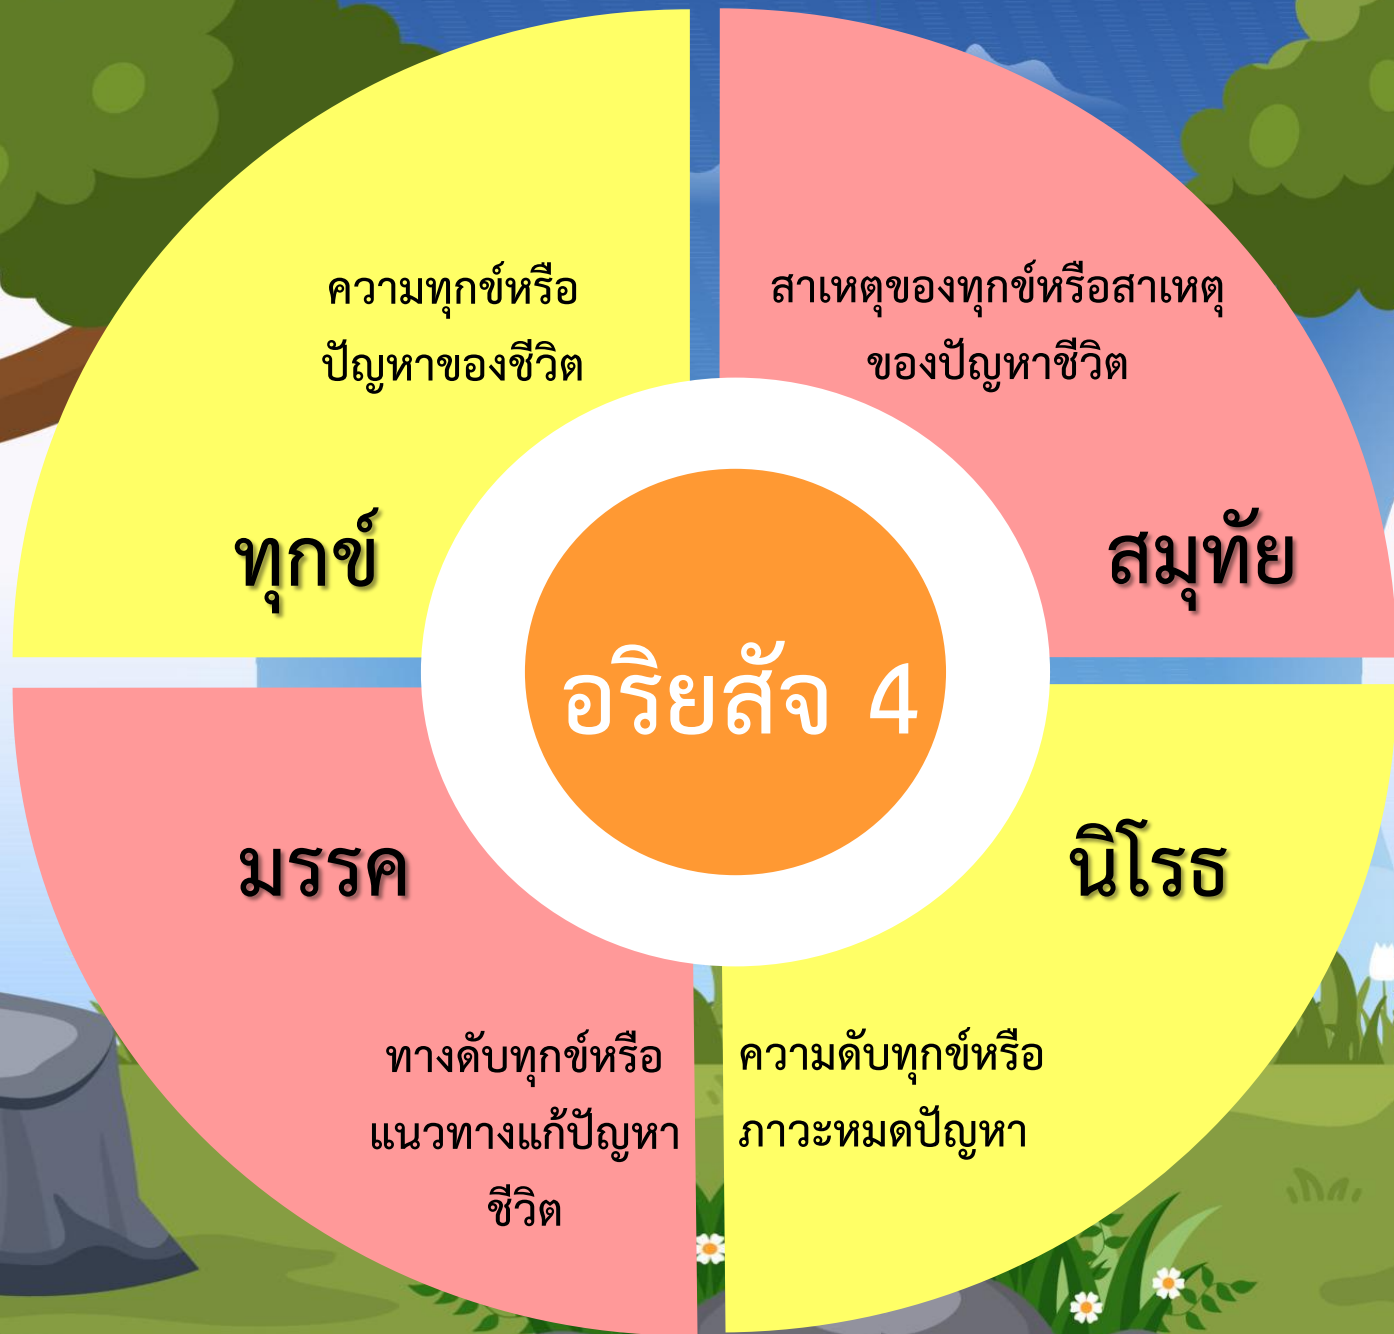 ความทุกข์หรือ
ปัญหาของชีวิต
ทุกข์
สาเหตุของทุกข์หรือสาเหตุ
ของปัญหาชีวิต
สมุทัย
อริยสัจ 4
มรรค
ทางดับทุกข์หรือ
แนวทางแก้ปัญหา
ชีวิต
นิโรธ
ความดับทุกข์หรือ
ภาวะหมดปัญหา